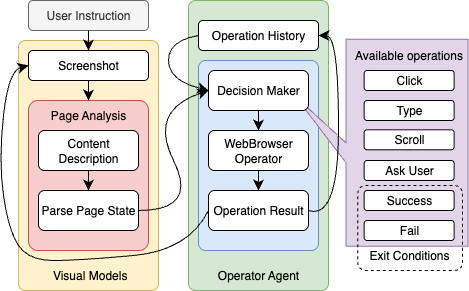 User Instruction
Screenshot
Page Analysis
Content
Description
Parse Page State
Visual Models
Operation History
Decision Maker
WebBrowser
Operator
Operation Result
Operator Agent
Available operations
Click
Type
Scroll
Ask User
Success
Fail
Exit Conditions